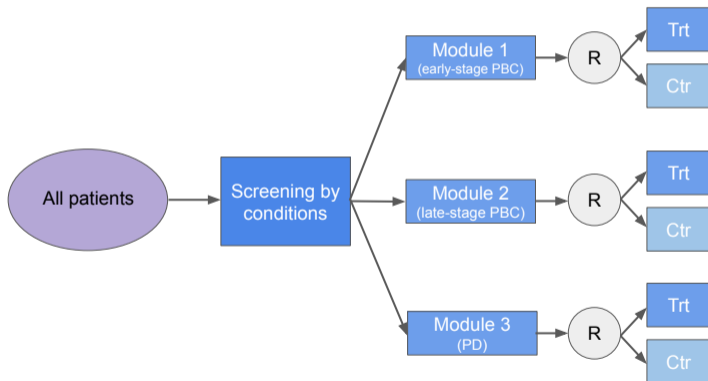 All patients
Screening by
conditions
Module 1
(early-stage PBC)
R
Trt
Ctr
Module 2
(late-stage PBC)
R
Trt
Ctr
Module 3
(PD)
R
Trt
Ctr